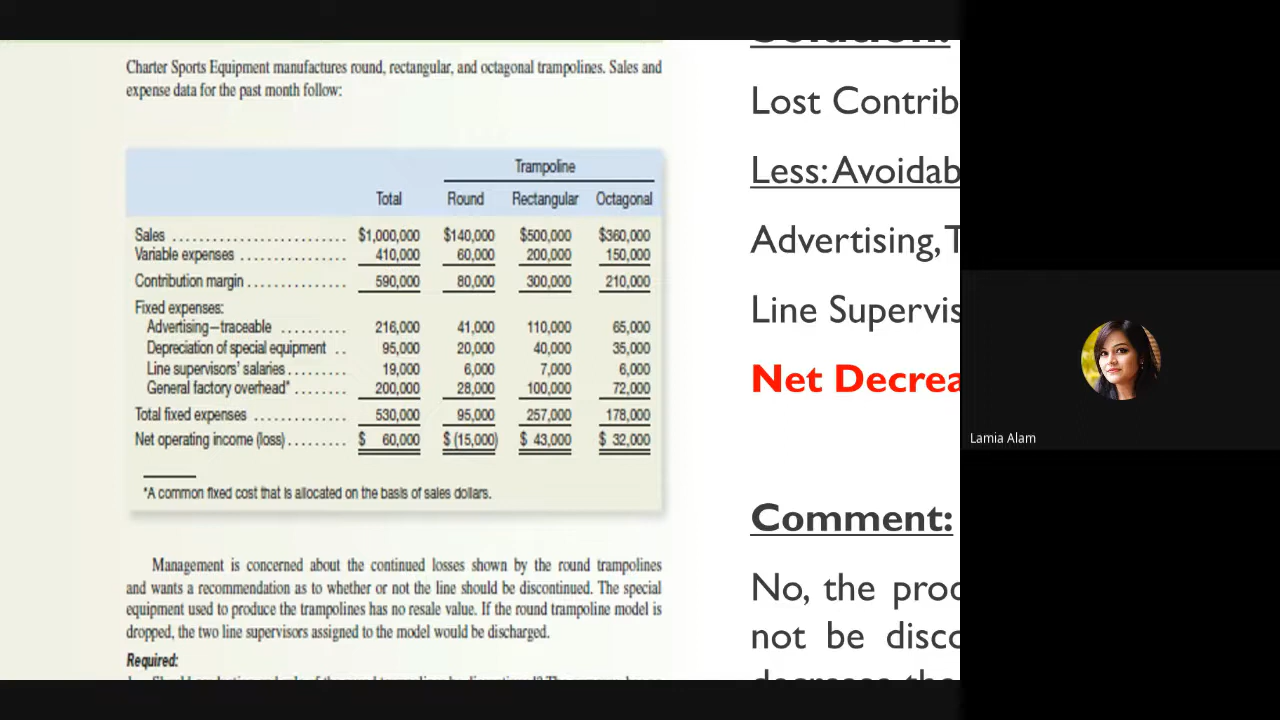 Charter Sports Equipment manufactures round, rectangular, and octagonal trampolines. Sales and
expense data for the past month follow:
Trampoline
Total Round Rectangular Octagonal
Sales ......................... $1,000,000 $140,000 $500,000 $360,000
Variable expenses ............... 410,000 60,000 200,000 150,000
Contribution margin .............. 590,000 80,000 300,000 210,000
Fixed expenses:
Advertising—traceable .......... 216,000 41,000 110,000 65,000
Depreciation of special equipment .. 95,000 20,000 40,000 35,000
Line supervisors' salaries......... 19,000 6,000 7,000 6,000
General factory overhead* ........ 200,000 28,000 100,000 72,000
Total fixed expenses .............. 530,000 95,000 257,000 178,000
Net operating income (loss)......... $ 60,000 $ (15,000) $ 43,000 $ 32,000
*A common fixed cost that is allocated on the basis of sales dollars.
Management is concerned about the continued losses shown by the round trampolines
and wants a recommendation as to whether or not the line should be discontinued. The special
equipment used to produce the trampolines has no resale value. If the round trampoline model is
dropped, the two line supervisors assigned to the model would be discharged.
Required:
Solution:
Lost Contrib
Less: Avoidab
Advertising, T
Line Supervis
Net Decrea
Comment:
No, the prod
not be disco
decreases the
Lamia Alam